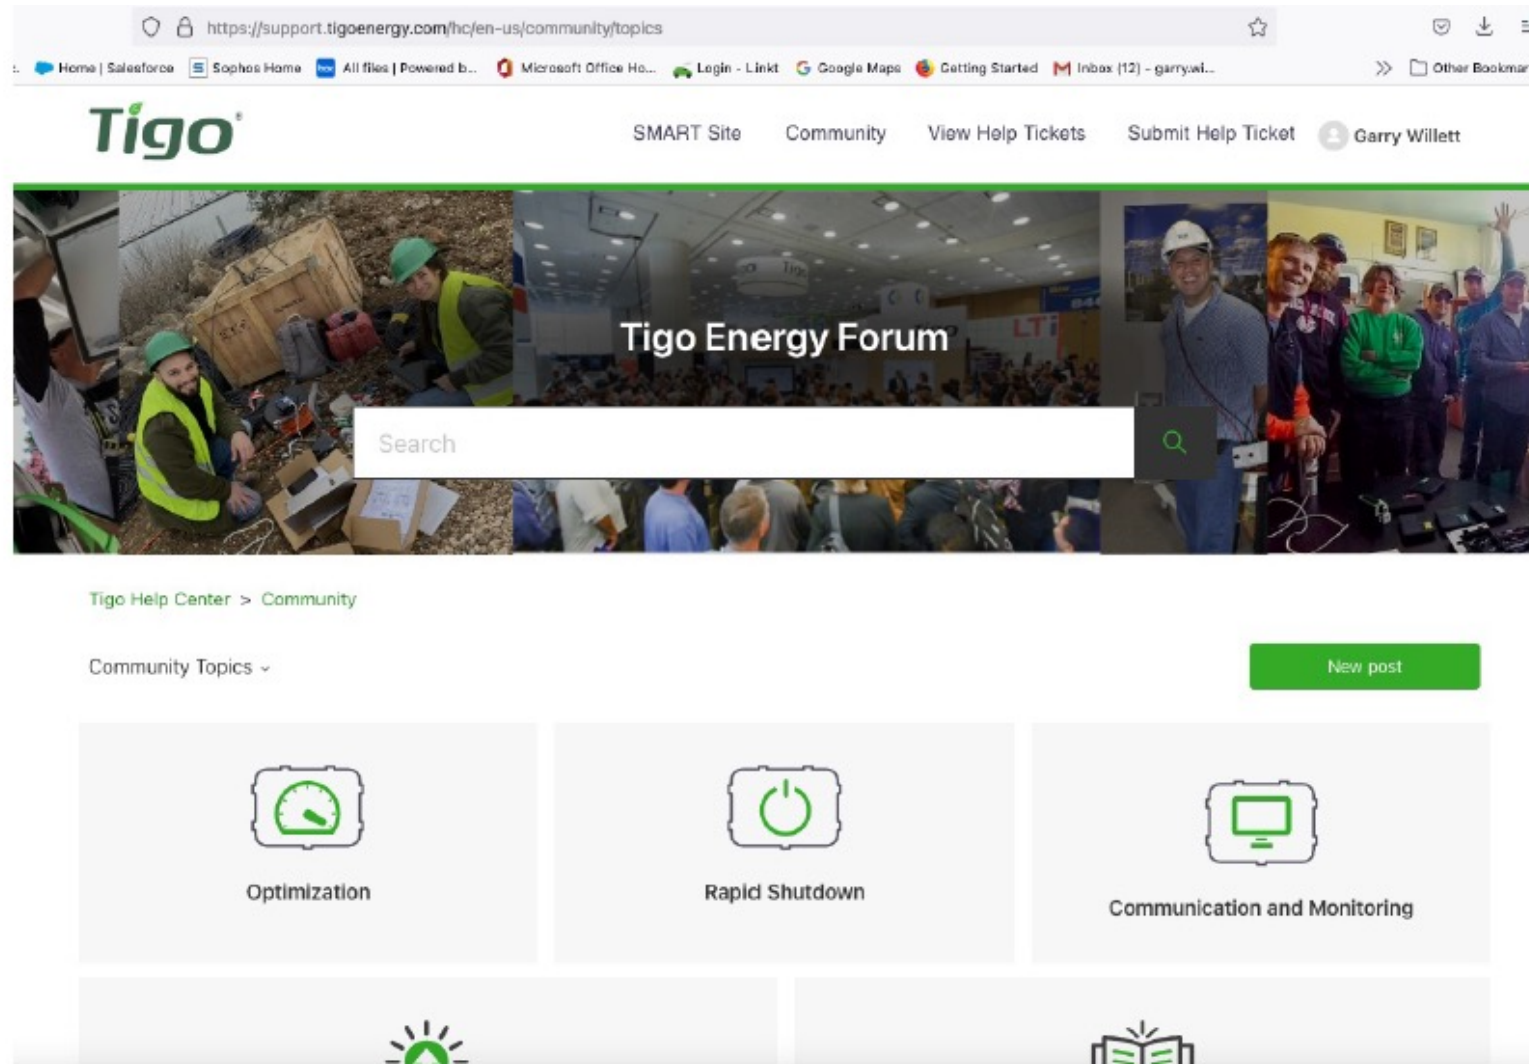 https://support.tigoenergy.com/hc/en-us/community/topics
Home | Salesforce Sophos Home All files | Powered b... Microsoft Office Ho... Login - Linkt Google Maps Getting Started Inbox (12) - garry.wi... Other Bookmar
Tigo
SMART Site Community View Help Tickets Submit Help Ticket Garry Willett
Tigo
LTi
Tigo Energy Forum
Search
Tigo Help Center > Community
Community Topics
New post
Optimization
Rapid Shutdown
Communication and Monitoring